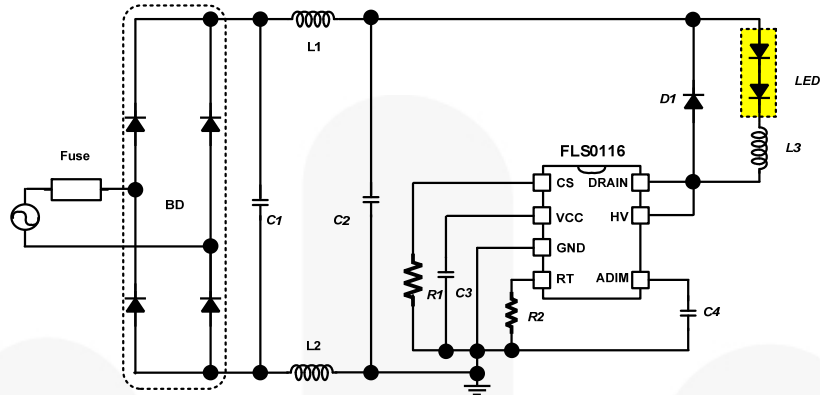 L1
LED
D1
L3
FLS0116
Fuse
CS DRAIN
BD
C1
C2
VCC HV
GND
R1
C3
RT ADIM
R2
C4
L2